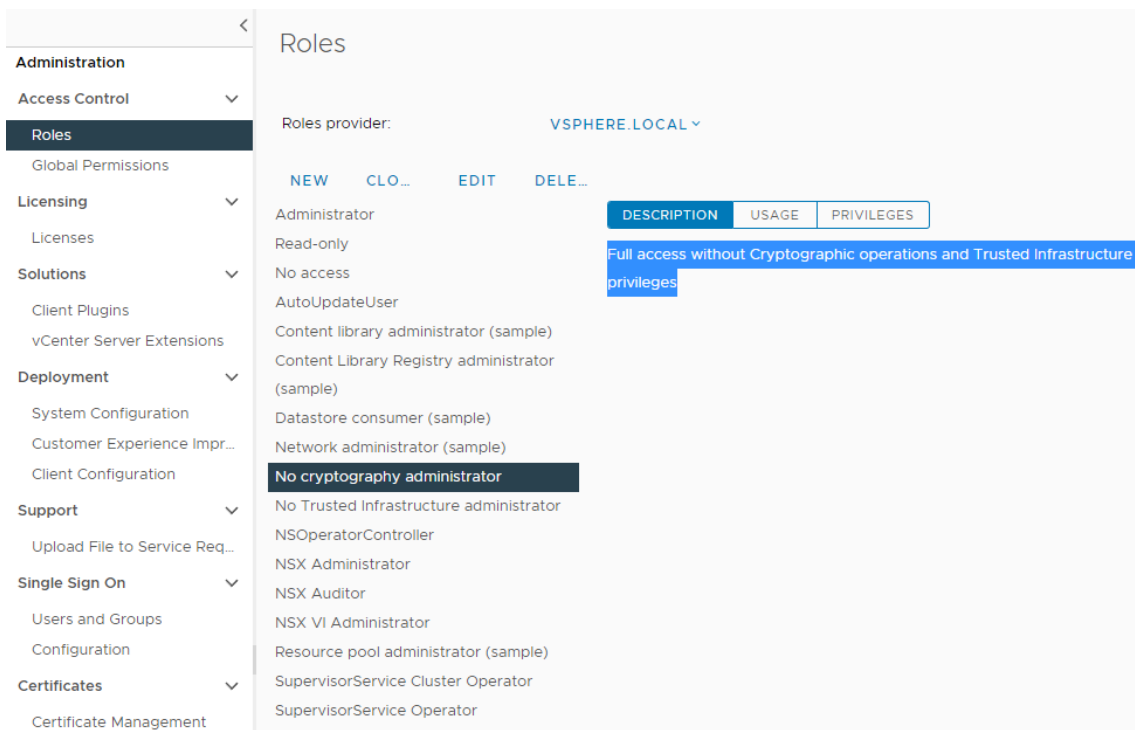 Administration
Access Control
Roles
Global Permissions
Licensing
Licenses
Solutions
Client Plugins
vCenter Server Extensions
Deployment
System Configuration
Customer Experience Impr...
Client Configuration
Support
Upload File to Service Req...
Single Sign On
Users and Groups
Configuration
Certificates
Certificate Management
Roles
Roles provider: VSPHERE.LOCAL
NEW CLO... EDIT DELE...
Administrator
Read-only
No access
AutoUpdateUser
Content library administrator (sample)
Content Library Registry administrator
(sample)
Datastore consumer (sample)
Network administrator (sample)
No cryptography administrator
No Trusted Infrastructure administrator
NSOperatorController
NSX Administrator
NSX Auditor
NSX VI Administrator
Resource pool administrator (sample)
SupervisorService Cluster Operator
SupervisorService Operator
DESCRIPTION USAGE PRIVILEGES
Full access without Cryptographic operations and Trusted Infrastructure
privileges